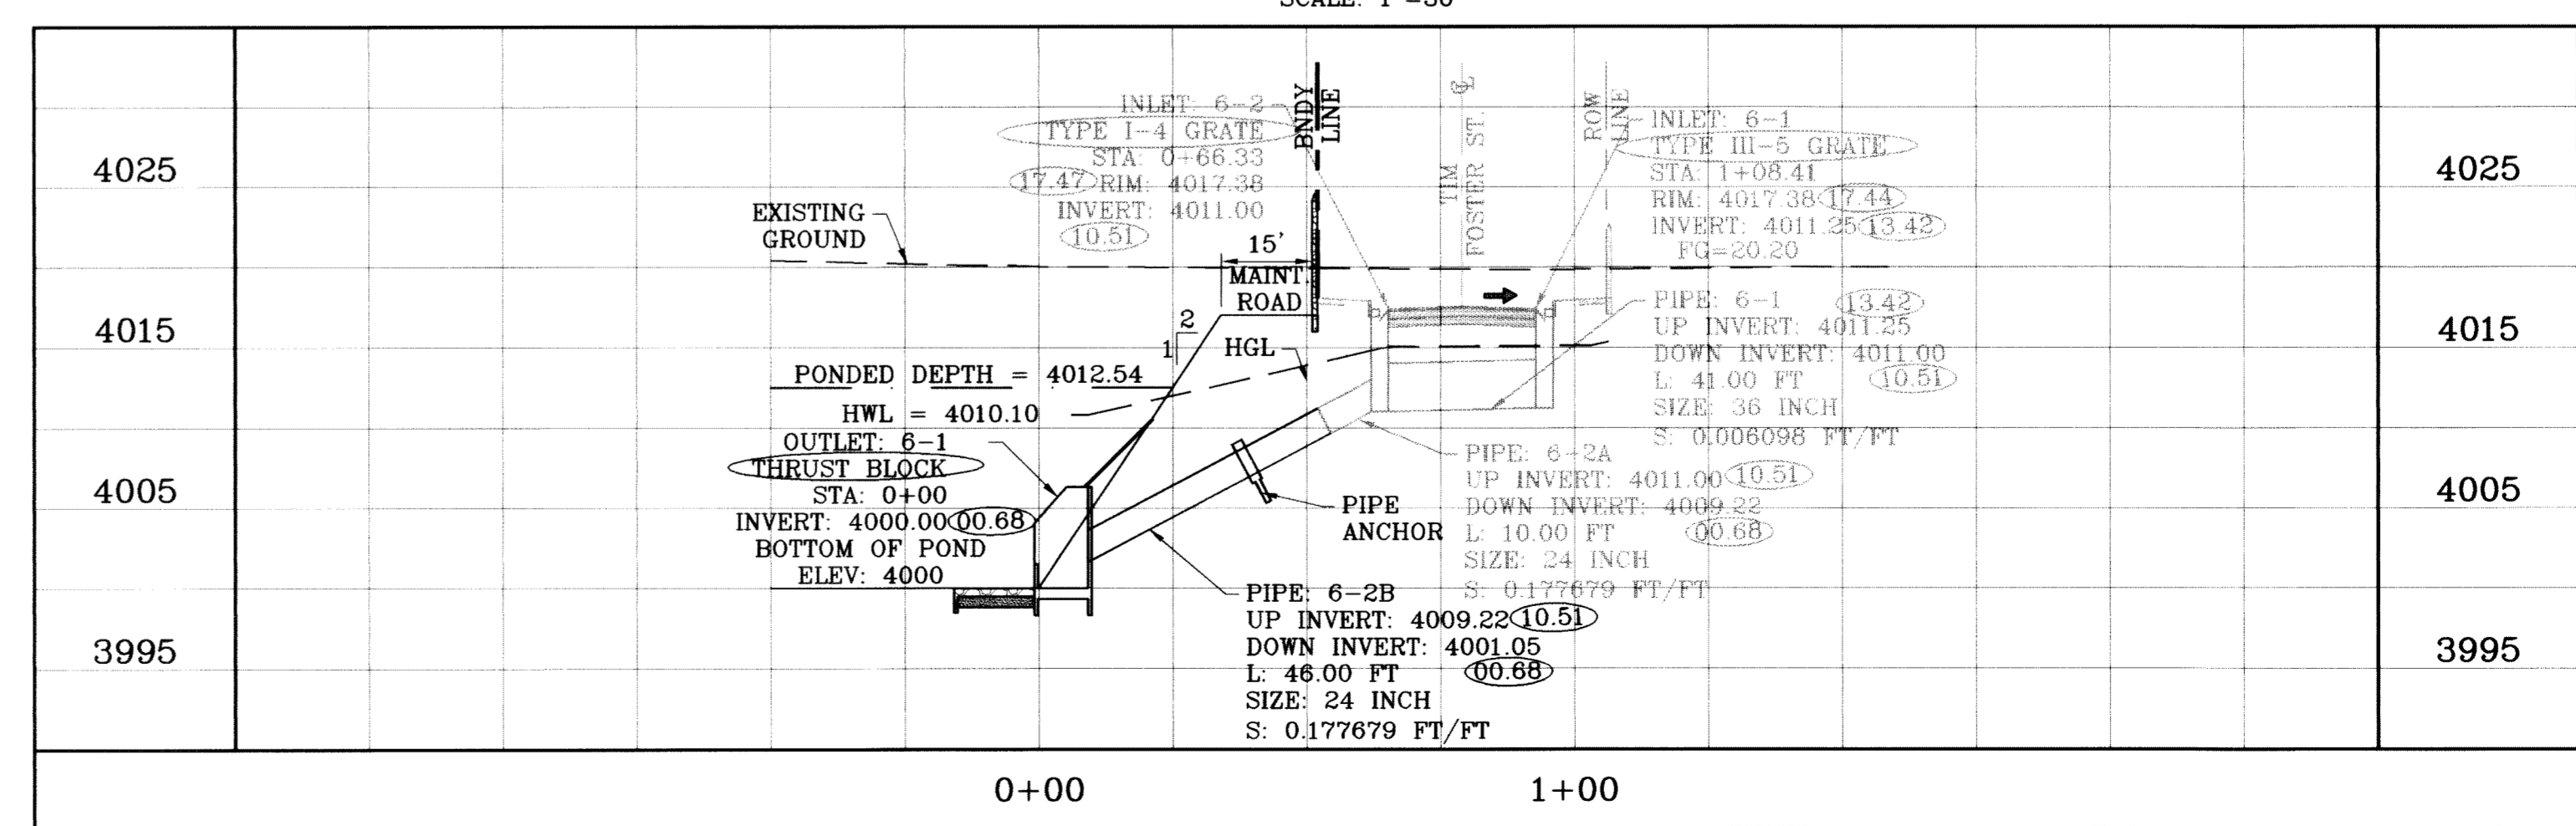 SCALE: 1"=30'
4025
4015
4005
3995
INLET: 6-2
TYPE I-4 GRATE
STA: 0+66.33
17.47 RIM: 4017.38
INVERT: 4011.00
10.51
BNDY
LINE
TIM
FOSTER ST.
ROW
LINE
INLET: 6-1
TYPE III-5 GRATE
STA: 1+08.41
RIM: 4017.38 17.44
INVERT: 4011.25 13.42
FG=20.20
EXISTING
GROUND
15'
MAINT.
ROAD
2
1
HGL
PONDED DEPTH = 4012.54
HWL = 4010.10
OUTLET: 6-1
THRUST BLOCK
STA: 0+00
INVERT: 4000.00 00.68
BOTTOM OF POND
ELEV: 4000
PIPE: 6-1 13.42
UP INVERT: 4011.25
DOWN INVERT: 4011.00
L: 41.00 FT 10.51
SIZE: 36 INCH
S: 0.006098 FT/FT
PIPE: 6-2A
UP INVERT: 4011.00 10.51
DOWN INVERT: 4009.22
L: 10.00 FT 00.68
SIZE: 24 INCH
S: 0.177679 FT/FT
PIPE
ANCHOR
PIPE: 6-2B
UP INVERT: 4009.22 10.51
DOWN INVERT: 4001.05
L: 46.00 FT 00.68
SIZE: 24 INCH
S: 0.177679 FT/FT
4025
4015
4005
3995
0+00
1+00